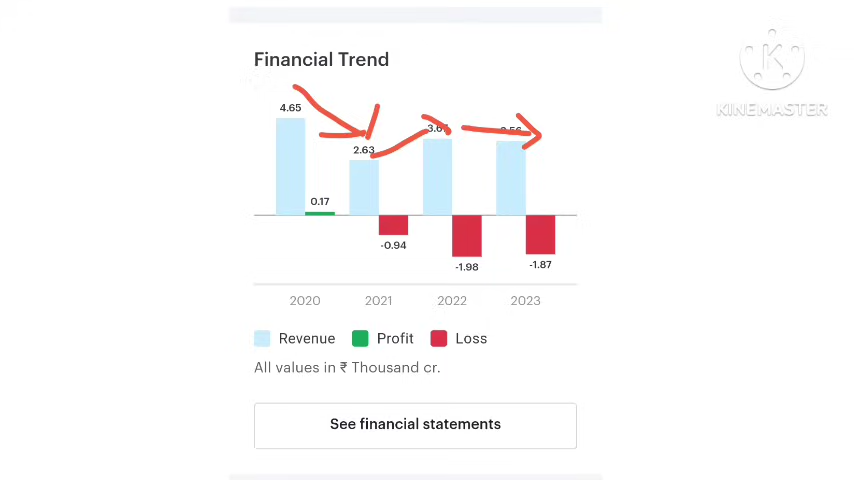 Financial Trend
KINEMASTER
4.65
2.63
0.17
-0.94
-1.98
-1.87
2020 2021 2022 2023
Revenue Profit Loss
All values in ₹ Thousand cr.
See financial statements